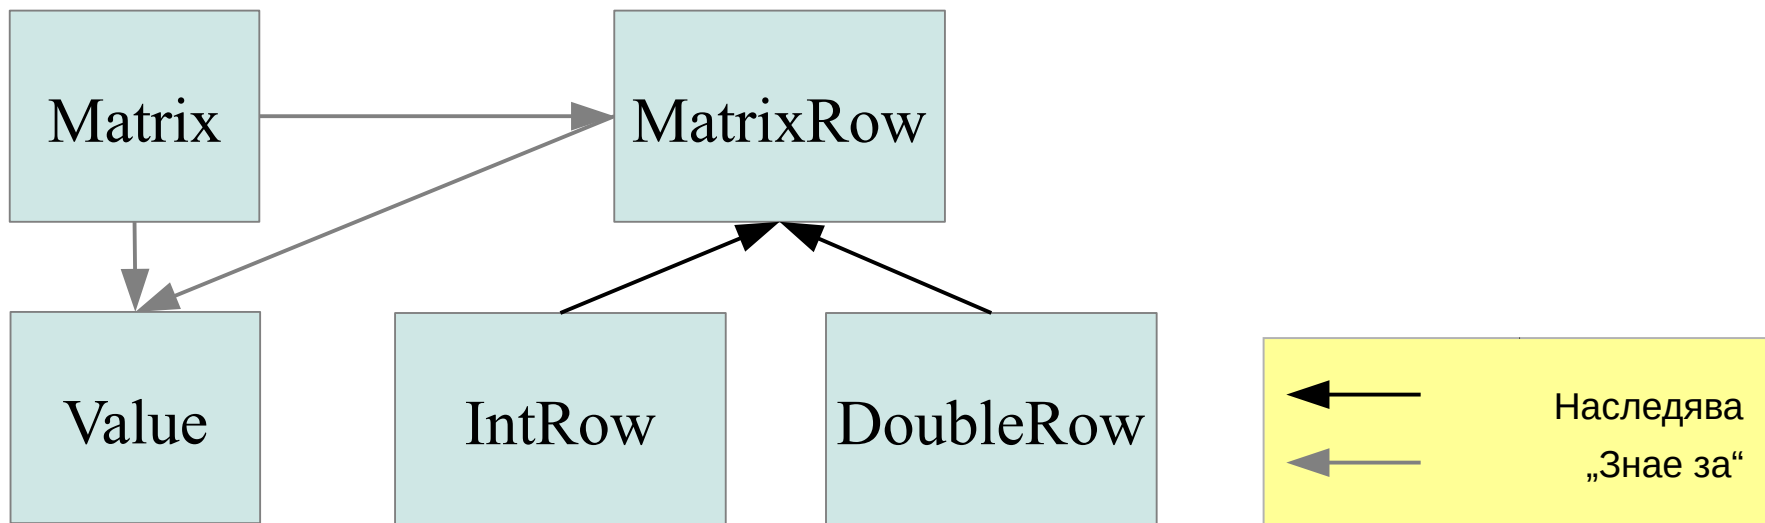 Matrix
MatrixRow
Value
IntRow
DoubleRow
Наследява
„Знае за“